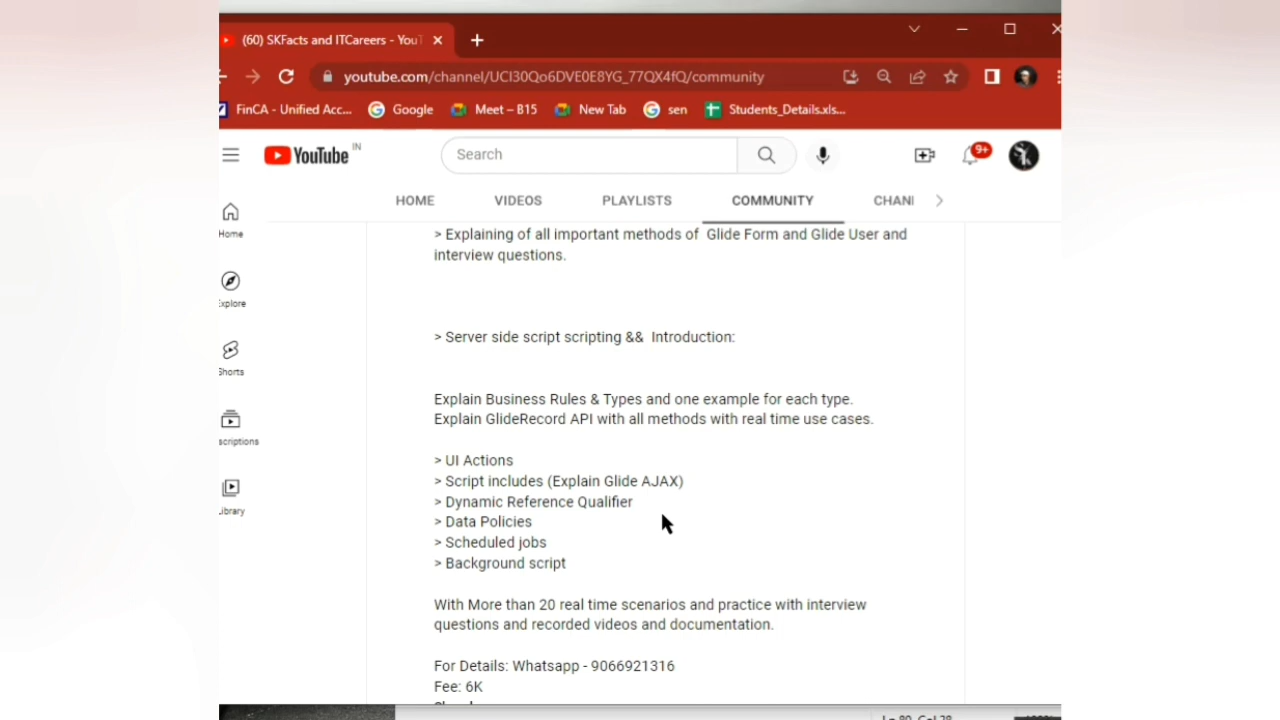 (60) SKFacts and ITCareers - YouT
youtube.com/channel/UCI30Qo6DVE0E8YG_77QX4fQ/community
FinCA - Unified Acc... Google Meet – B15 New Tab sen Students_Details.xls...
YouTube IN Search 9+
HOME VIDEOS PLAYLISTS COMMUNITY CHANI
Home
Explore
Shorts
scriptions
Library
> Explaining of all important methods of Glide Form and Glide User and
interview questions.
> Server side script scripting && Introduction:
Explain Business Rules & Types and one example for each type.
Explain GlideRecord API with all methods with real time use cases.
> UI Actions
> Script includes (Explain Glide AJAX)
> Dynamic Reference Qualifier
> Data Policies
> Scheduled jobs
> Background script
With More than 20 real time scenarios and practice with interview
questions and recorded videos and documentation.
For Details: Whatsapp - 9066921316
Fee: 6K